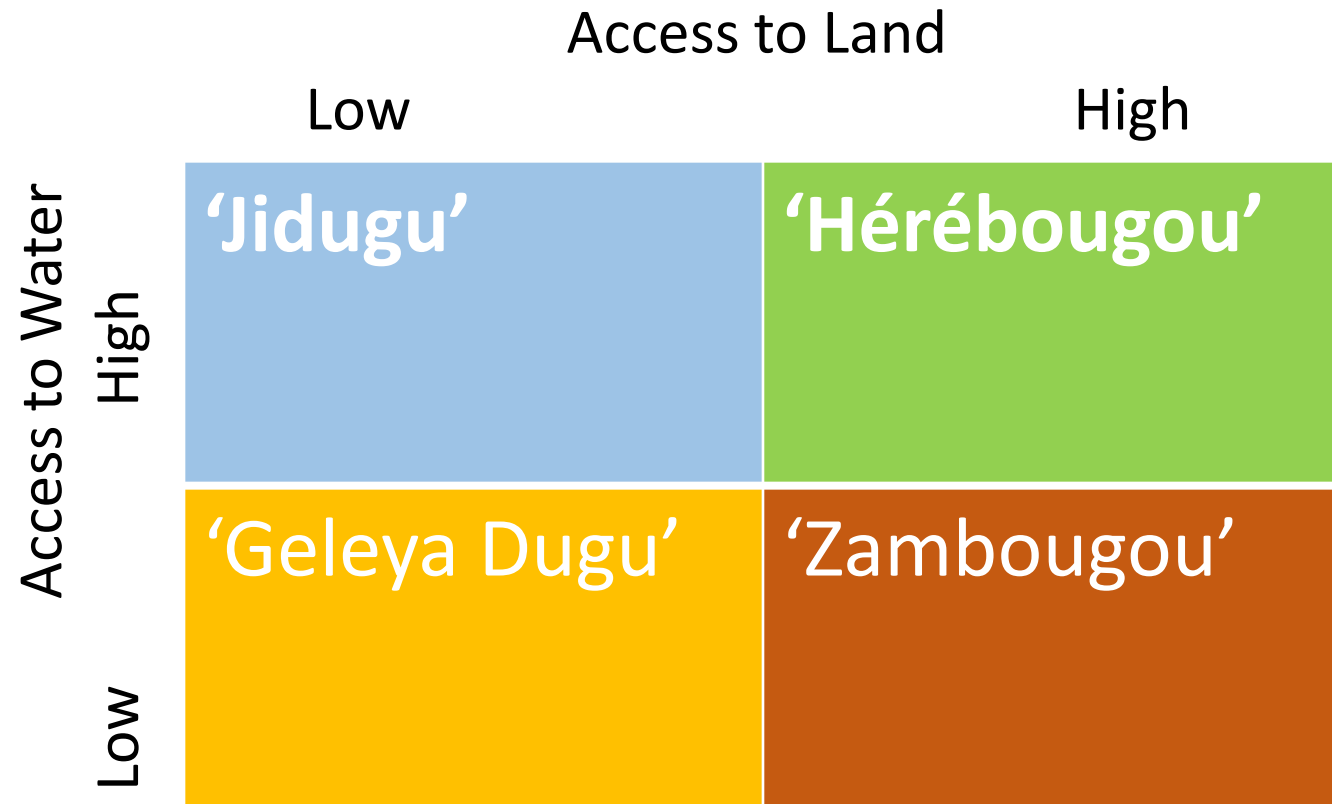 Access to Land
Low High
Access to Water
High
‘Jidugu’ ‘Hérébougou’
Low
‘Geleya Dugu’ ‘Zambougou’